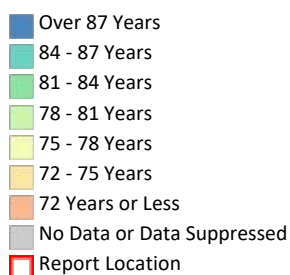 Over 87 Years
84 - 87 Years
81 - 84 Years
78 - 81 Years
75 - 78 Years
72 - 75 Years
72 Years or Less
No Data or Data Suppressed
Report Location